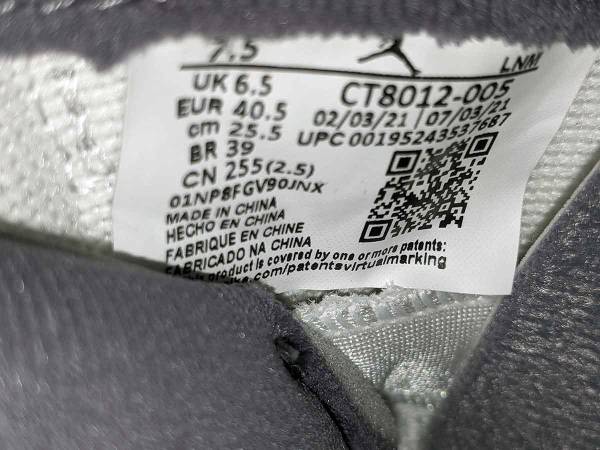 7.5
LNM
UK 6.5
EUR 40.5
cm 25.5
BR 39
CN 255(2.5)
CT8012-005
02/03/21 | 07/03/21
UPC 00195243537687
01NP8FGV90JNX
MADE IN CHINA
HECHO EN CHINA
FABRIQUE EN CHINE
FABRICADO NA CHINA
this product is covered by one or more patents:
.com/patentsvirtualmarking